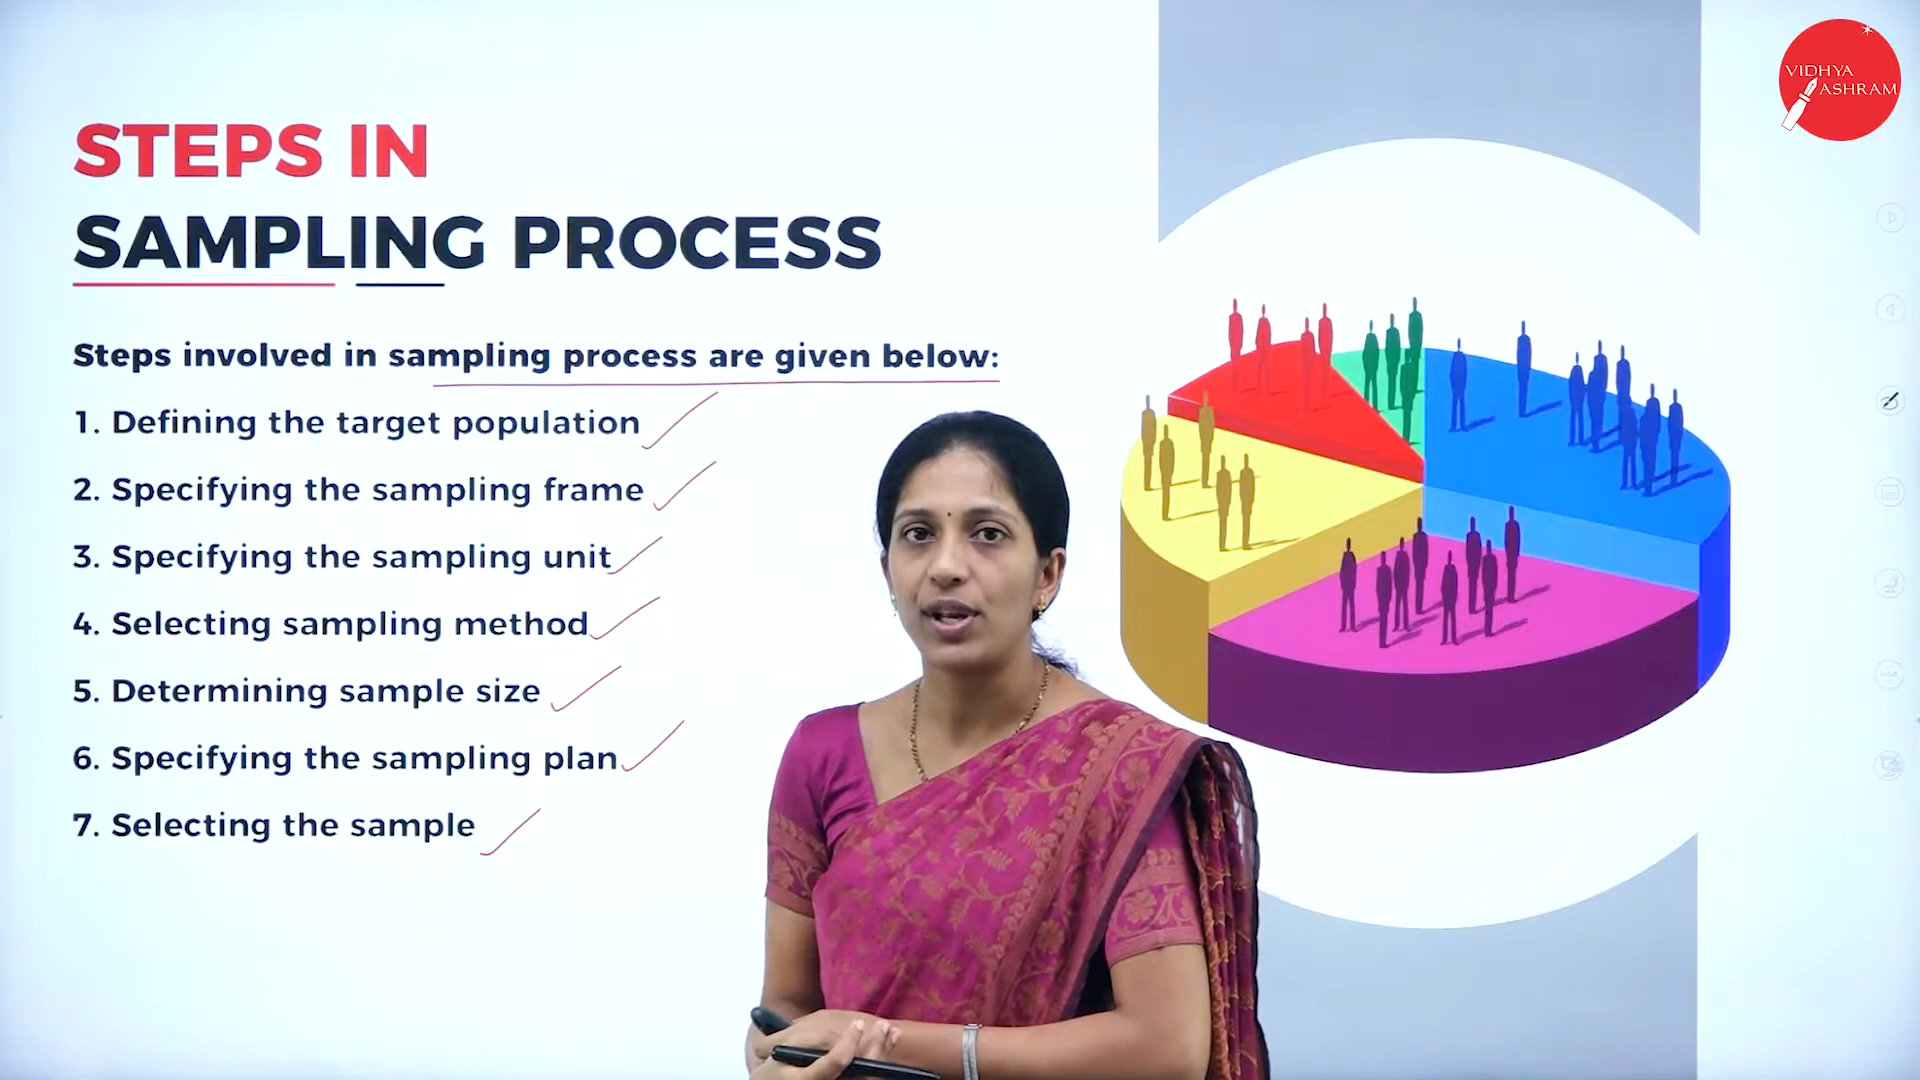 VIDHYA
ASHRAM
STEPS IN
SAMPLING PROCESS
Steps involved in sampling process are given below:
1. Defining the target population
2. Specifying the sampling frame
3. Specifying the sampling unit
4. Selecting sampling method
5. Determining sample size
6. Specifying the sampling plan
7. Selecting the sample